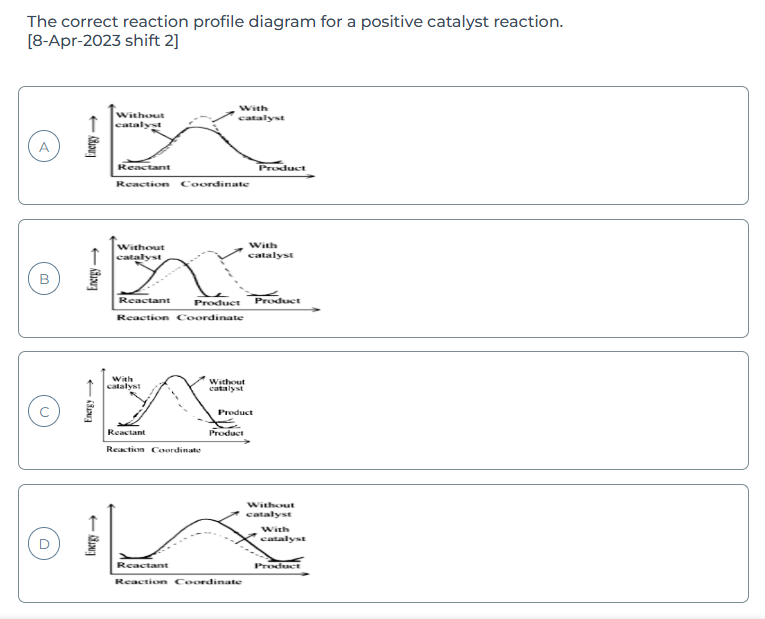 The correct reaction profile diagram for a positive catalyst reaction.
[8-Apr-2023 shift 2]
A
Energy
Without
catalyst
With
catalyst
Reactant
Product
Reaction Coordinate
B
Energy
Without
catalyst
With
catalyst
Reactant
Product
Product
Reaction Coordinate
C
Energy
With
catalyst
Without
catalyst
Product
Reactant
Product
Reaction Coordinate
D
Energy
Without
catalyst
With
catalyst
Reactant
Product
Reaction Coordinate